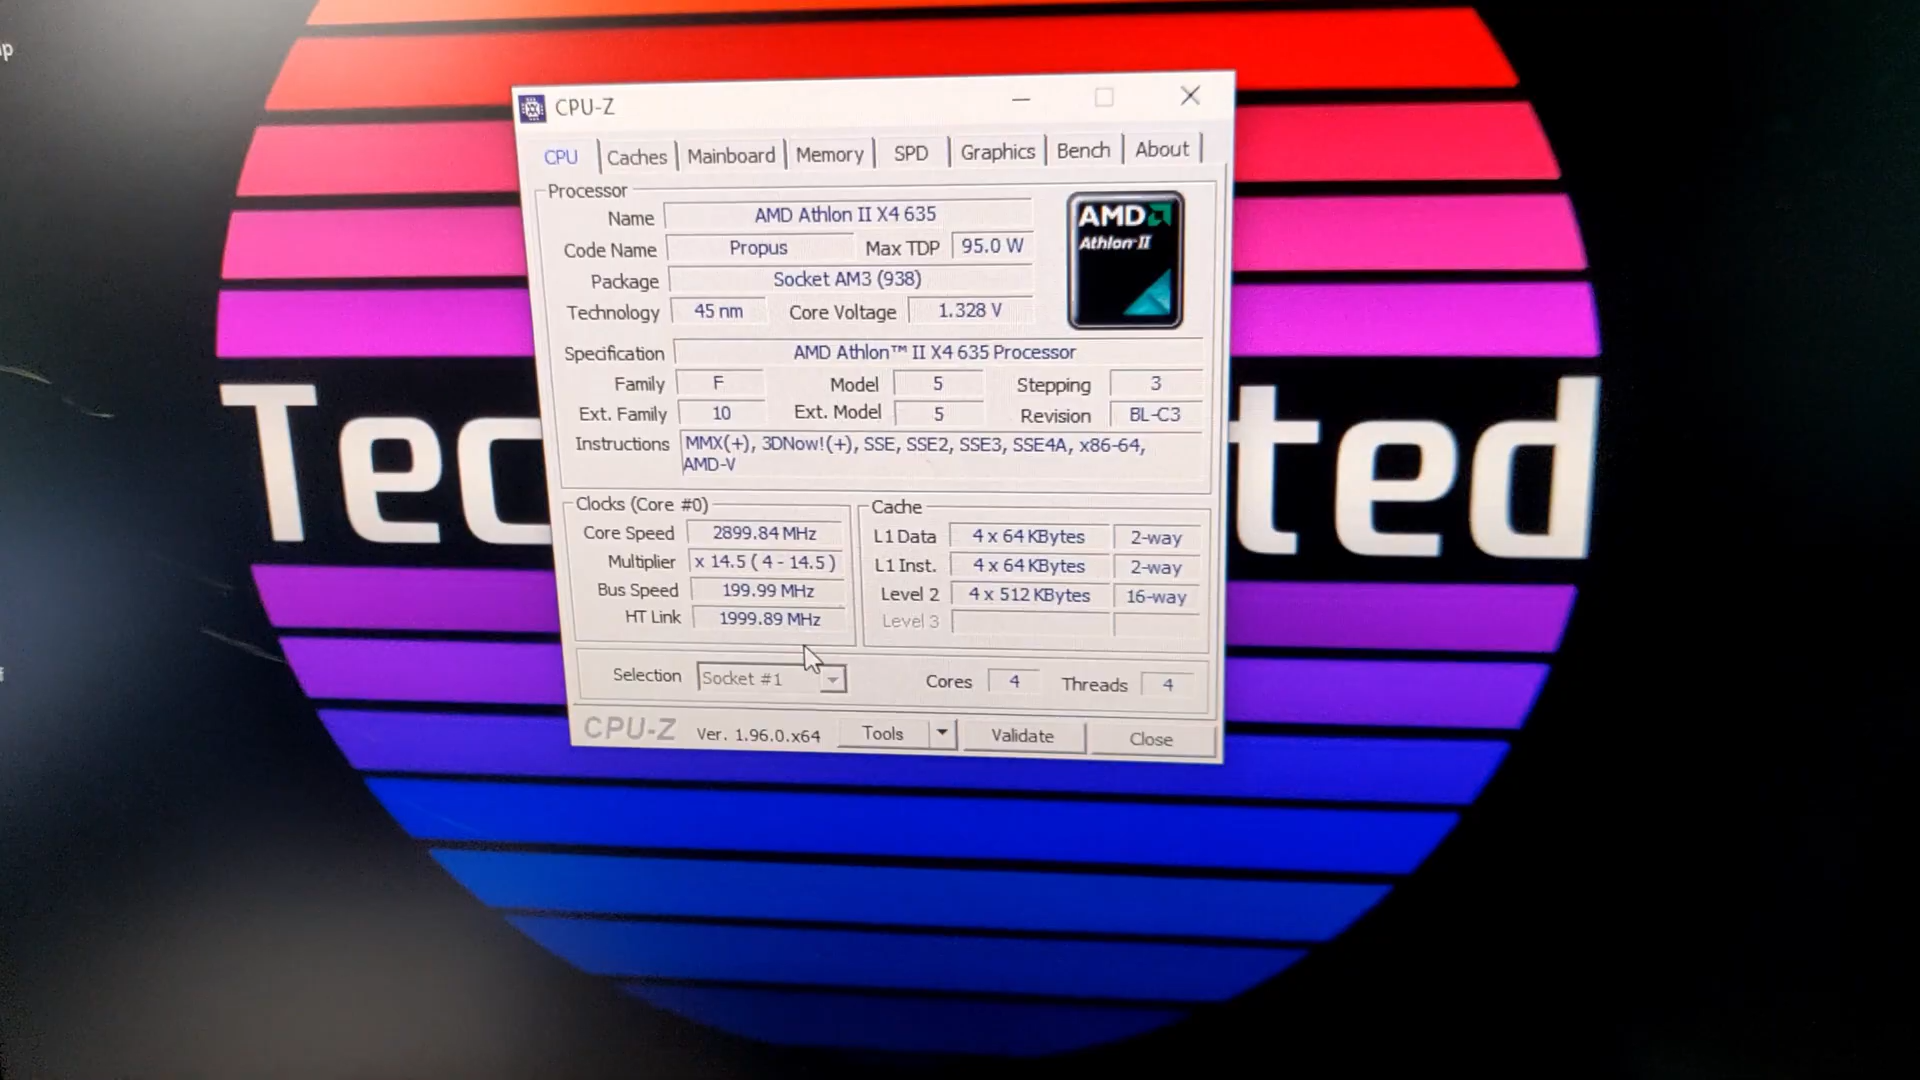 CPU-Z
CPU Caches Mainboard Memory SPD Graphics Bench About
Processor
Name AMD Athlon II X4 635
Code Name Propus Max TDP 95.0 W
Package Socket AM3 (938)
Technology 45 nm Core Voltage 1.328 V
AMD
Athlon II
Specification AMD Athlon™ II X4 635 Processor
Family F Model 5 Stepping 3
Ext. Family 10 Ext. Model 5 Revision BL-C3
Instructions MMX(+), 3DNow!(+), SSE, SSE2, SSE3, SSE4A, x86-64,
AMD-V
Tec ted
Clocks (Core #0)
Core Speed 2899.84 MHz
Multiplier x 14.5 ( 4 - 14.5 )
Bus Speed 199.99 MHz
HT Link 1999.89 MHz
Cache
L1 Data 4 x 64 KBytes 2-way
L1 Inst. 4 x 64 KBytes 2-way
Level 2 4 x 512 KBytes 16-way
Level 3
Selection Socket #1 Cores 4 Threads 4
CPU-Z Ver. 1.96.0.x64 Tools Validate Close